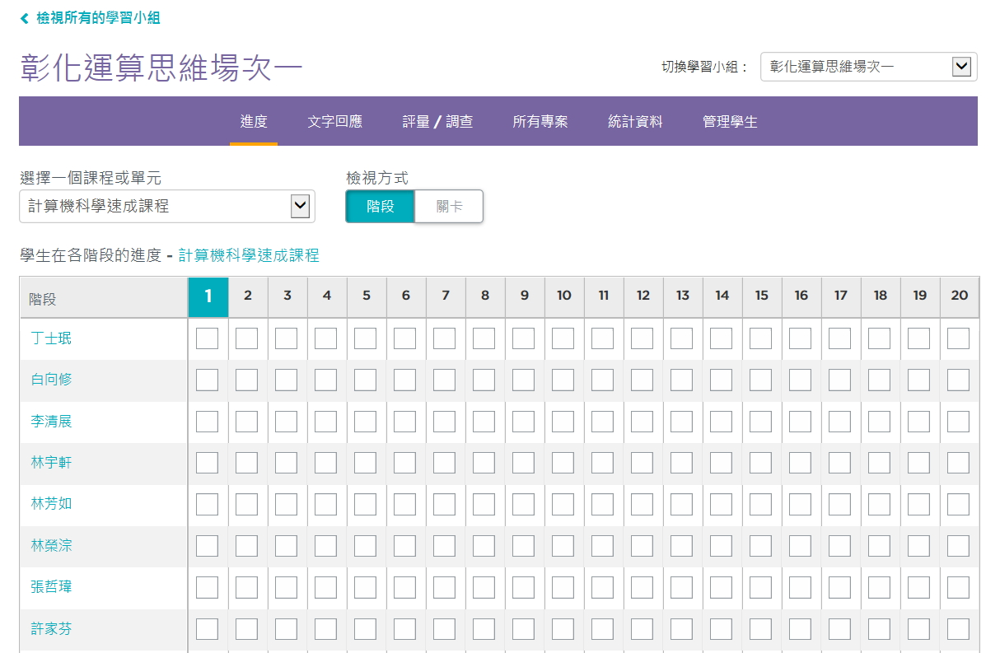 檢視所有的學習小組
彰化運算思維場次一
切換學習小組： 彰化運算思維場次一
進度 文字回應 評量 / 調查 所有專案 統計資料 管理學生
選擇一個課程或單元 檢視方式
計算機科學速成課程 階段 關卡
學生在各階段的進度 - 計算機科學速成課程
階段 1 2 3 4 5 6 7 8 9 10 11 12 13 14 15 16 17 18 19 20
丁士珉
白向修
李清展
林宇軒
林芳如
林榮淙
張哲瑋
許家芬